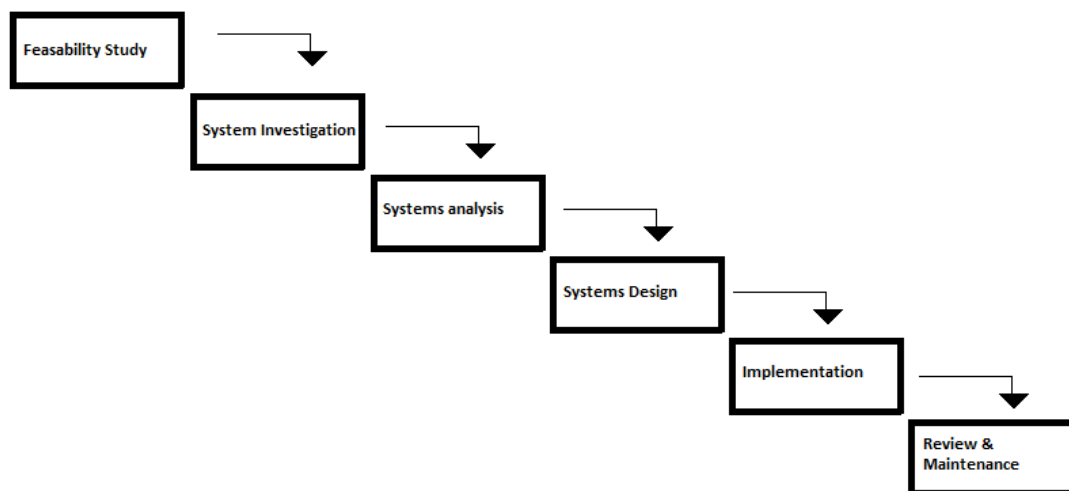 Feasability Study
System Investigation
Systems analysis
Systems Design
Implementation
Review &
Maintenance